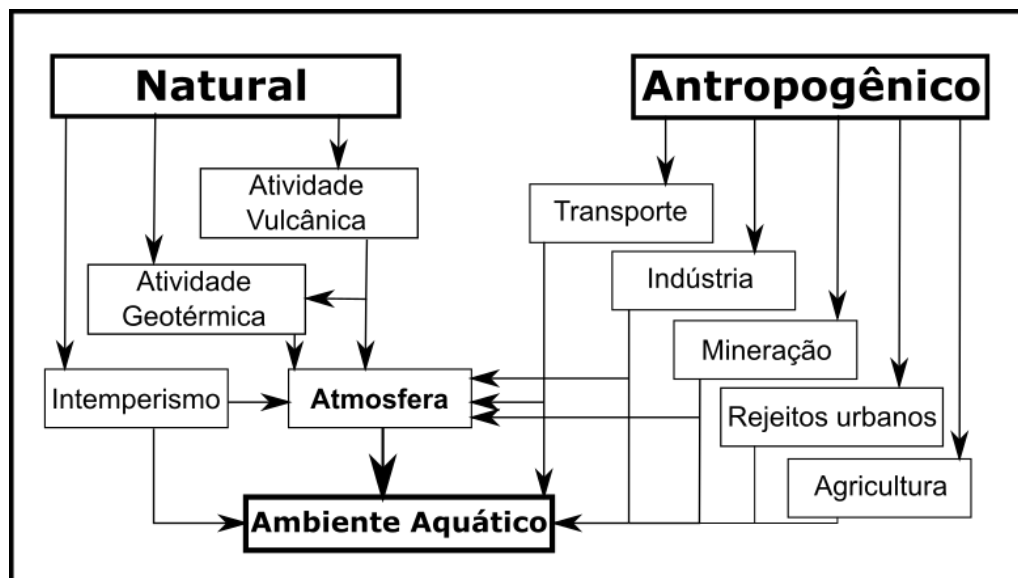 Natural
Antropogênico
Atividade
Vulcânica
Transporte
Atividade
Geotérmica
Indústria
Mineração
Intemperismo
Atmosfera
Rejeitos urbanos
Agricultura
Ambiente Aquático